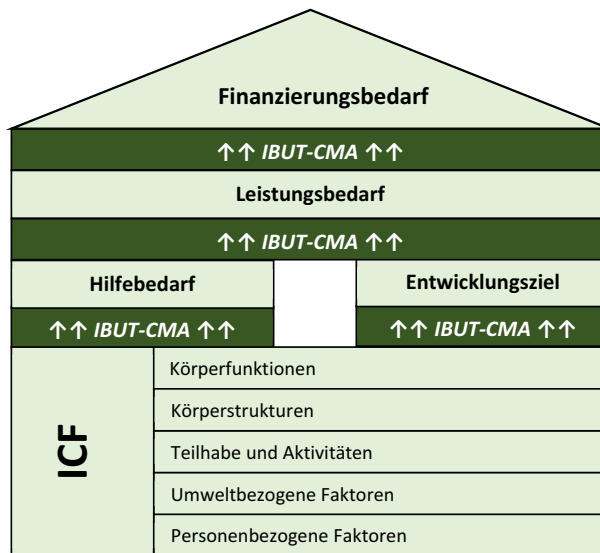 Finanzierungsbedarf
↑↑ IBUT-CMA ↑↑
Leistungsbedarf
↑↑ IBUT-CMA ↑↑
Hilfebedarf
Entwicklungsziel
↑↑ IBUT-CMA ↑↑
↑↑ IBUT-CMA ↑↑
ICF
Körperfunktionen
Körperstrukturen
Teilhabe und Aktivitäten
Umweltbezogene Faktoren
Personenbezogene Faktoren